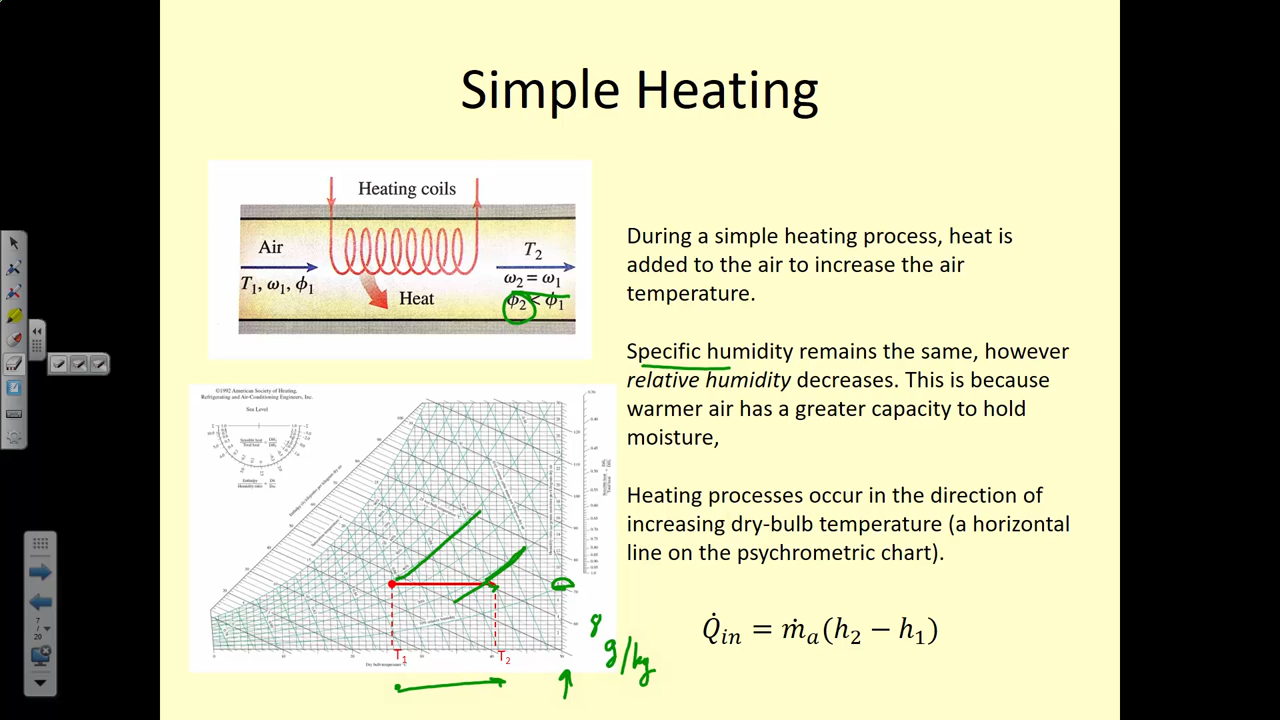 Simple Heating
Heating coils
Air
T₂
T₁, ω₁, ϕ₁
ω₂ = ω₁
Heat
ϕ₂ < ϕ₁
During a simple heating process, heat is
added to the air to increase the air
temperature.
Specific humidity remains the same, however
relative humidity decreases. This is because
warmer air has a greater capacity to hold
moisture,
Heating processes occur in the direction of
increasing dry-bulb temperature (a horizontal
line on the psychrometric chart).
Q̇ᵢₙ = ṁₐ(h₂ − h₁)
©1992 American Society of Heating,
Refrigerating and Air-Conditioning Engineers, Inc.
Sea Level
T₁
T₂
Dry bulb temperature
g/kg
7
20